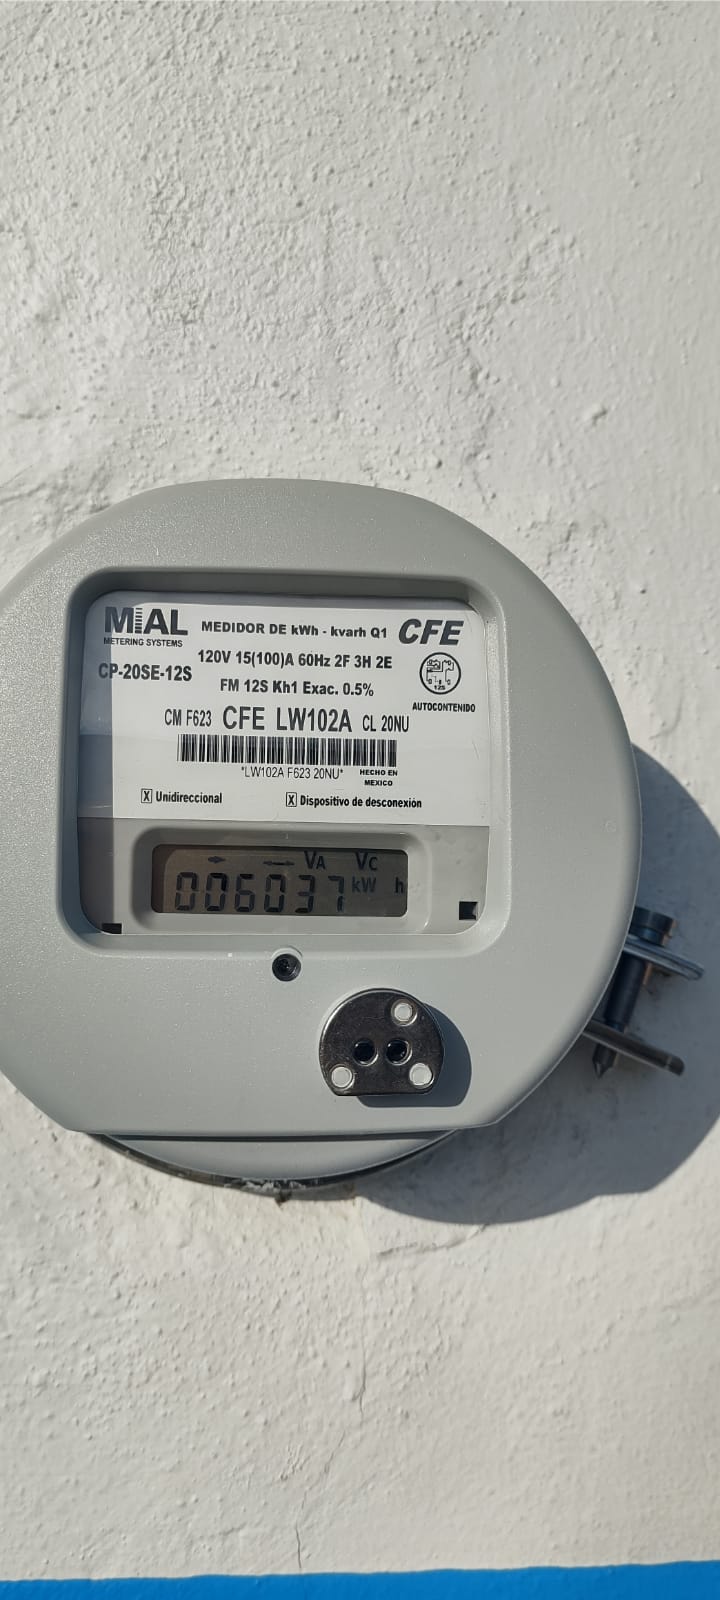 MIAL
METERING SYSTEMS
MEDIDOR DE kWh - kvarh Q1
CFE
120V 15(100)A 60Hz 2F 3H 2E
CP-20SE-12S
FM 12S Kh1 Exac. 0.5%
12S
AUTOCONTENIDO
CM F623 CFE LW102A CL 20NU
*LW102A F623 20NU*
HECHO EN
MEXICO
X Unidireccional
X Dispositivo de desconexión
VA VC
006037 kW h